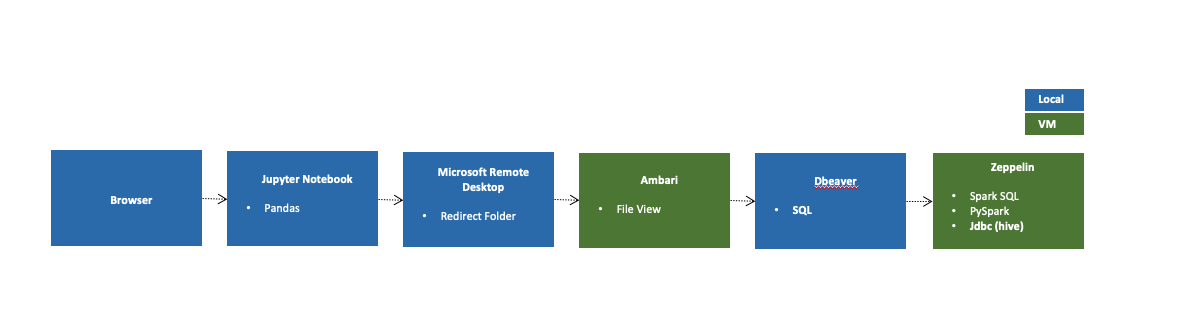 Local
VM
Browser
Jupyter Notebook
• Pandas
Microsoft Remote
Desktop
• Redirect Folder
Ambari
• File View
Dbeaver
• SQL
Zeppelin
• Spark SQL
• PySpark
• Jdbc (hive)